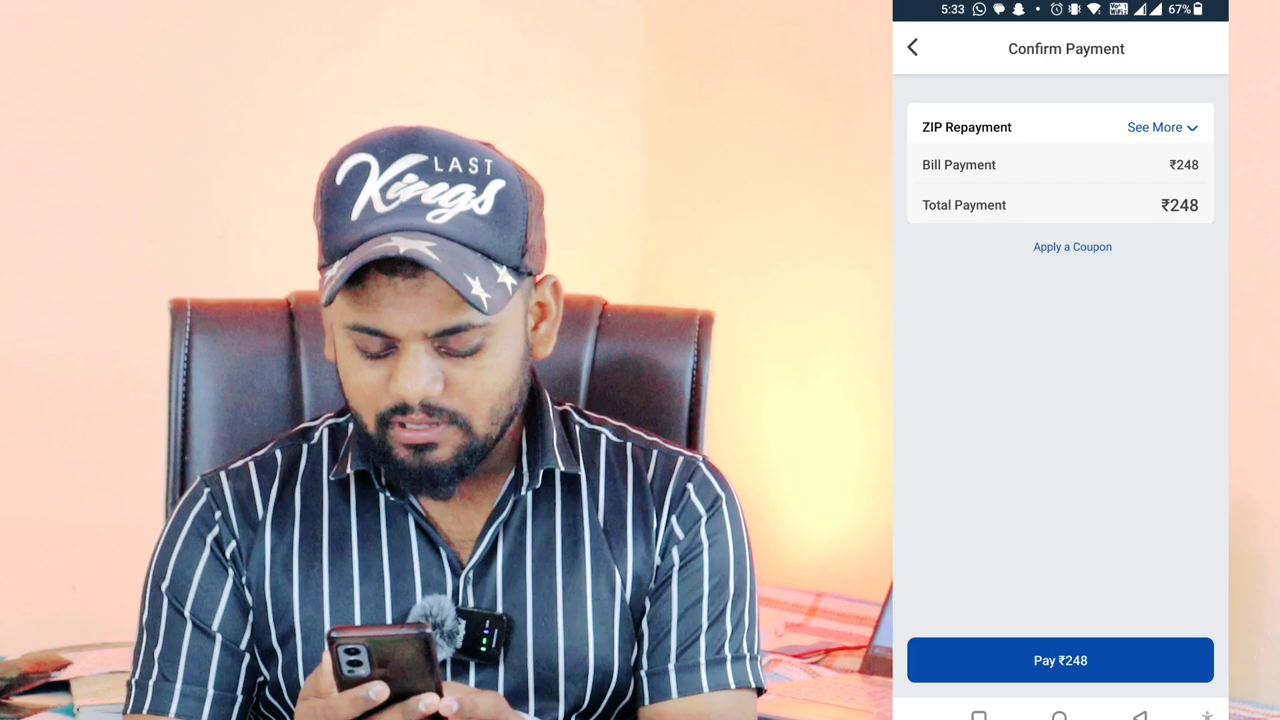 LAST
Kings
5:33 67%
Confirm Payment
ZIP Repayment See More
Bill Payment ₹248
Total Payment ₹248
Apply a Coupon
Pay ₹248